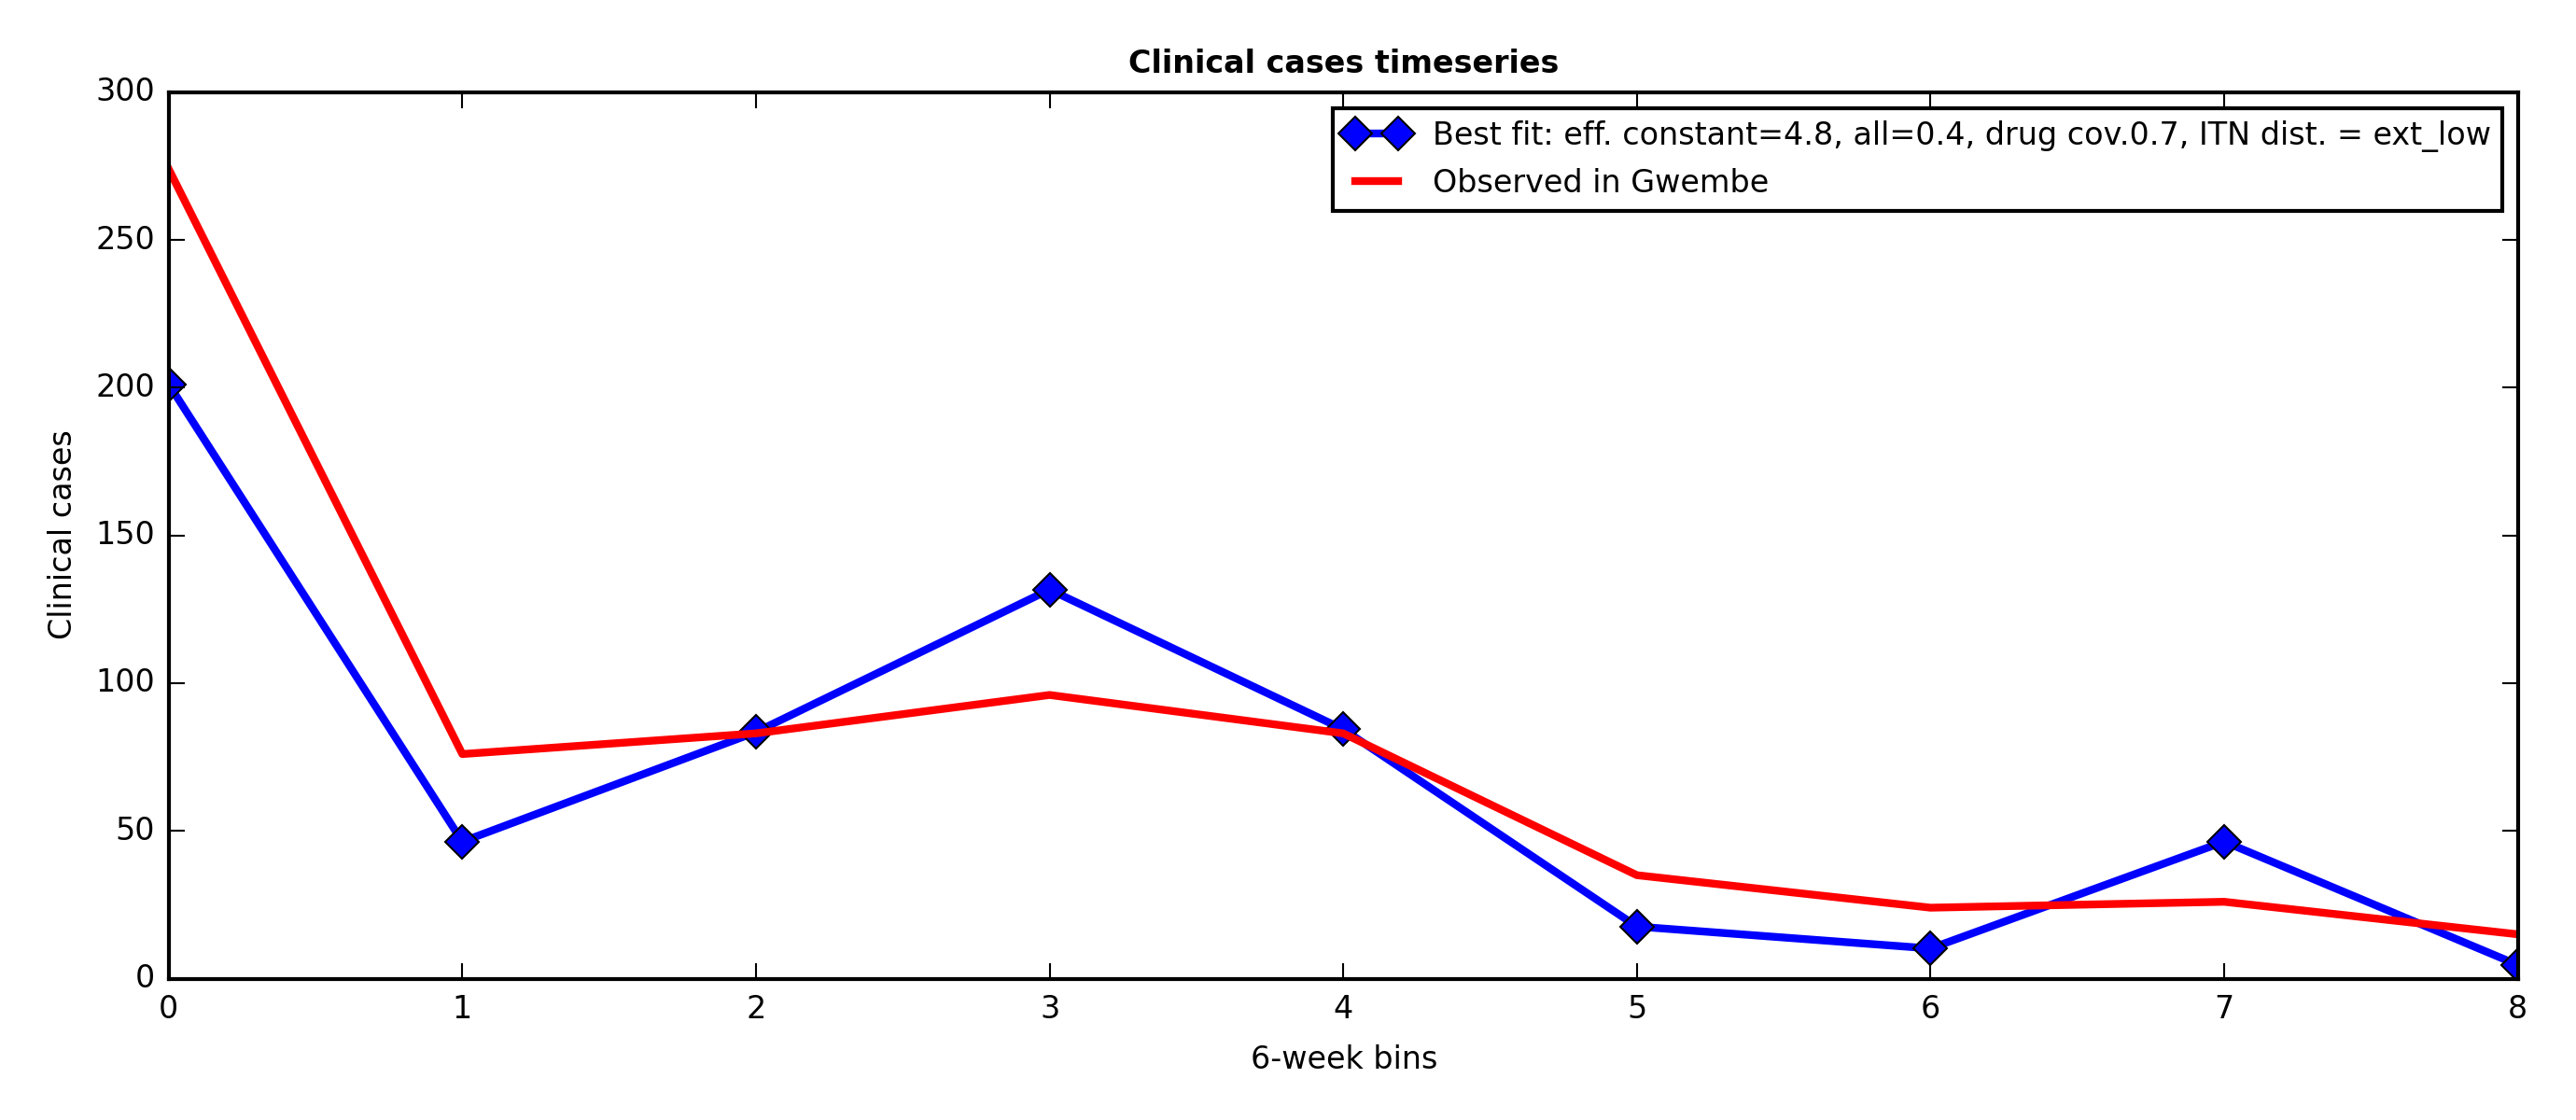 Clinical cases timeseries
300
250
200
150
100
50
0
Clinical cases
Best fit: eff. constant=4.8, all=0.4, drug cov.0.7, ITN dist. = ext_low
Observed in Gwembe
0 1 2 3 4 5 6 7 8
6-week bins